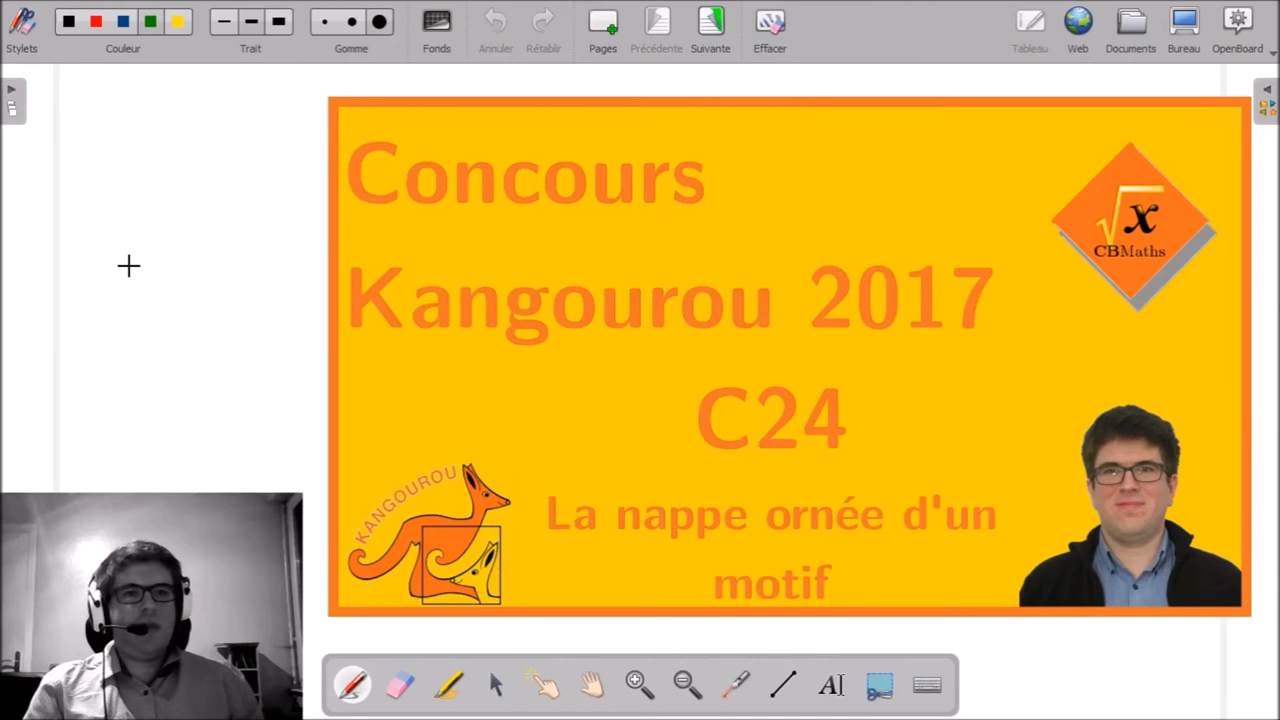 Stylets
Couleur
Trait
Gomme
Fonds
Annuler
Rétablir
Pages
Précédente
Suivante
Effacer
Tableau
Web
Documents
Bureau
OpenBoard
Concours
Kangourou 2017
C24
La nappe ornée d'un
motif
√x
CBMaths
KANGOUROU
AI